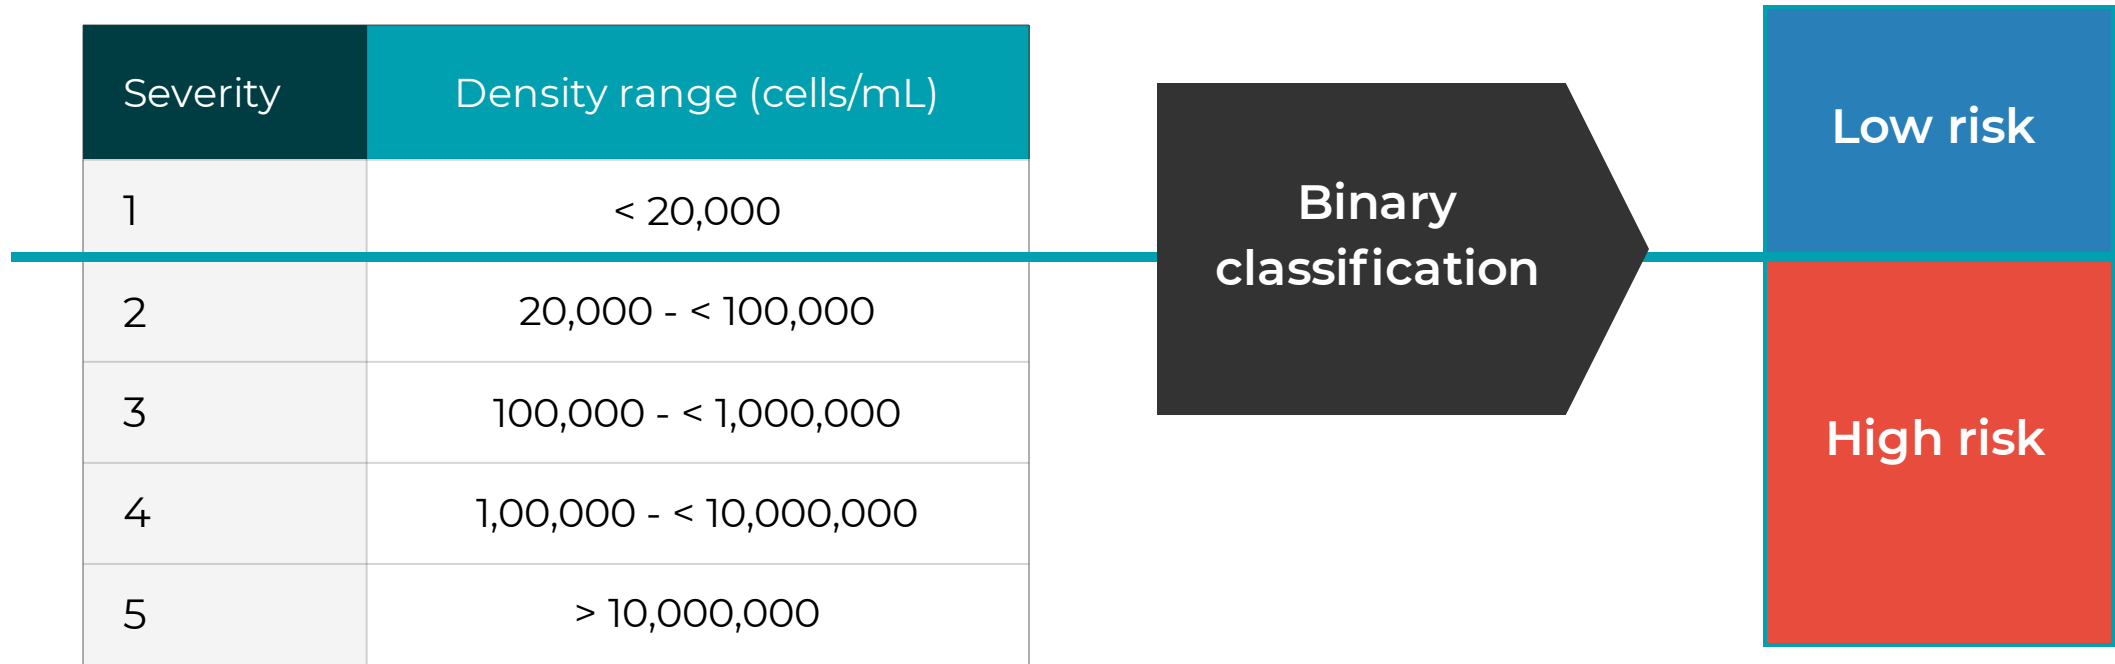 Severity Density range (cells/mL)
1 < 20,000
2 20,000 - < 100,000
3 100,000 - < 1,000,000
4 1,00,000 - < 10,000,000
5 > 10,000,000
Binary
classification
Low risk
High risk